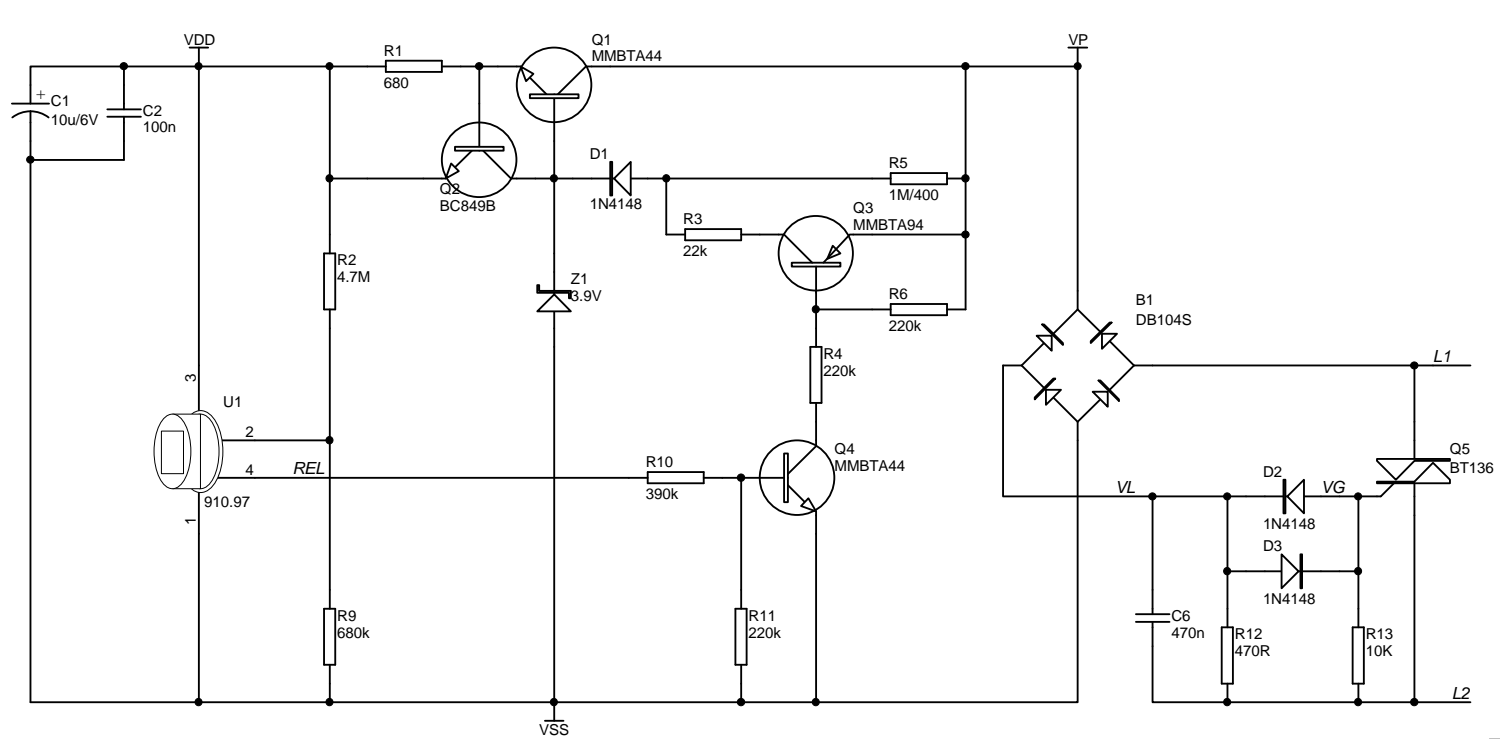 VDD
VP
R1
680
Q1
MMBTA44
+
C1
10u/6V
C2
100n
Q2
BC849B
D1
1N4148
R5
1M/400
R3
22k
Q3
MMBTA94
R2
4.7M
Z1
3.9V
R6
220k
B1
DB104S
R4
220k
L1
3
U1
2
4
REL
910.97
1
R10
390k
Q4
MMBTA44
Q5
BT136
VL
D2
VG
1N4148
D3
1N4148
R9
680k
R11
220k
C6
470n
R12
470R
R13
10K
L2
VSS